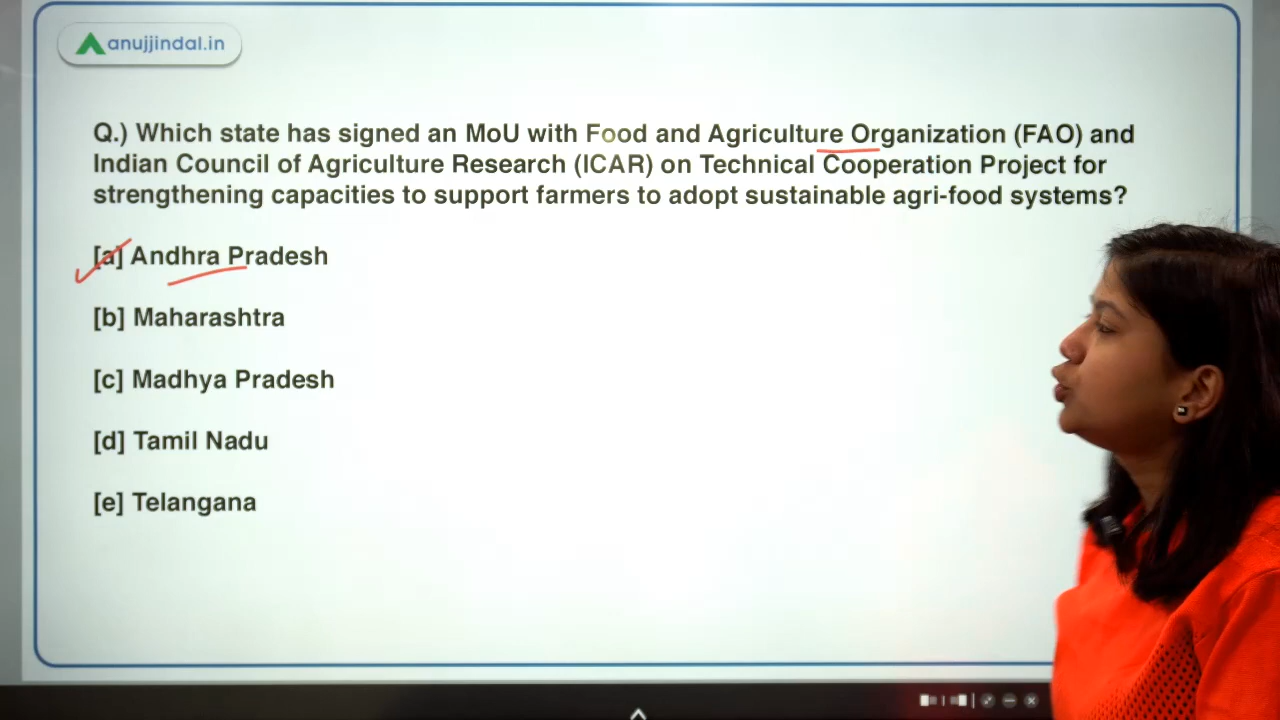 anujjindal.in
Q.) Which state has signed an MoU with Food and Agriculture Organization (FAO) and
Indian Council of Agriculture Research (ICAR) on Technical Cooperation Project for
strengthening capacities to support farmers to adopt sustainable agri-food systems?
[a] Andhra Pradesh
[b] Maharashtra
[c] Madhya Pradesh
[d] Tamil Nadu
[e] Telangana